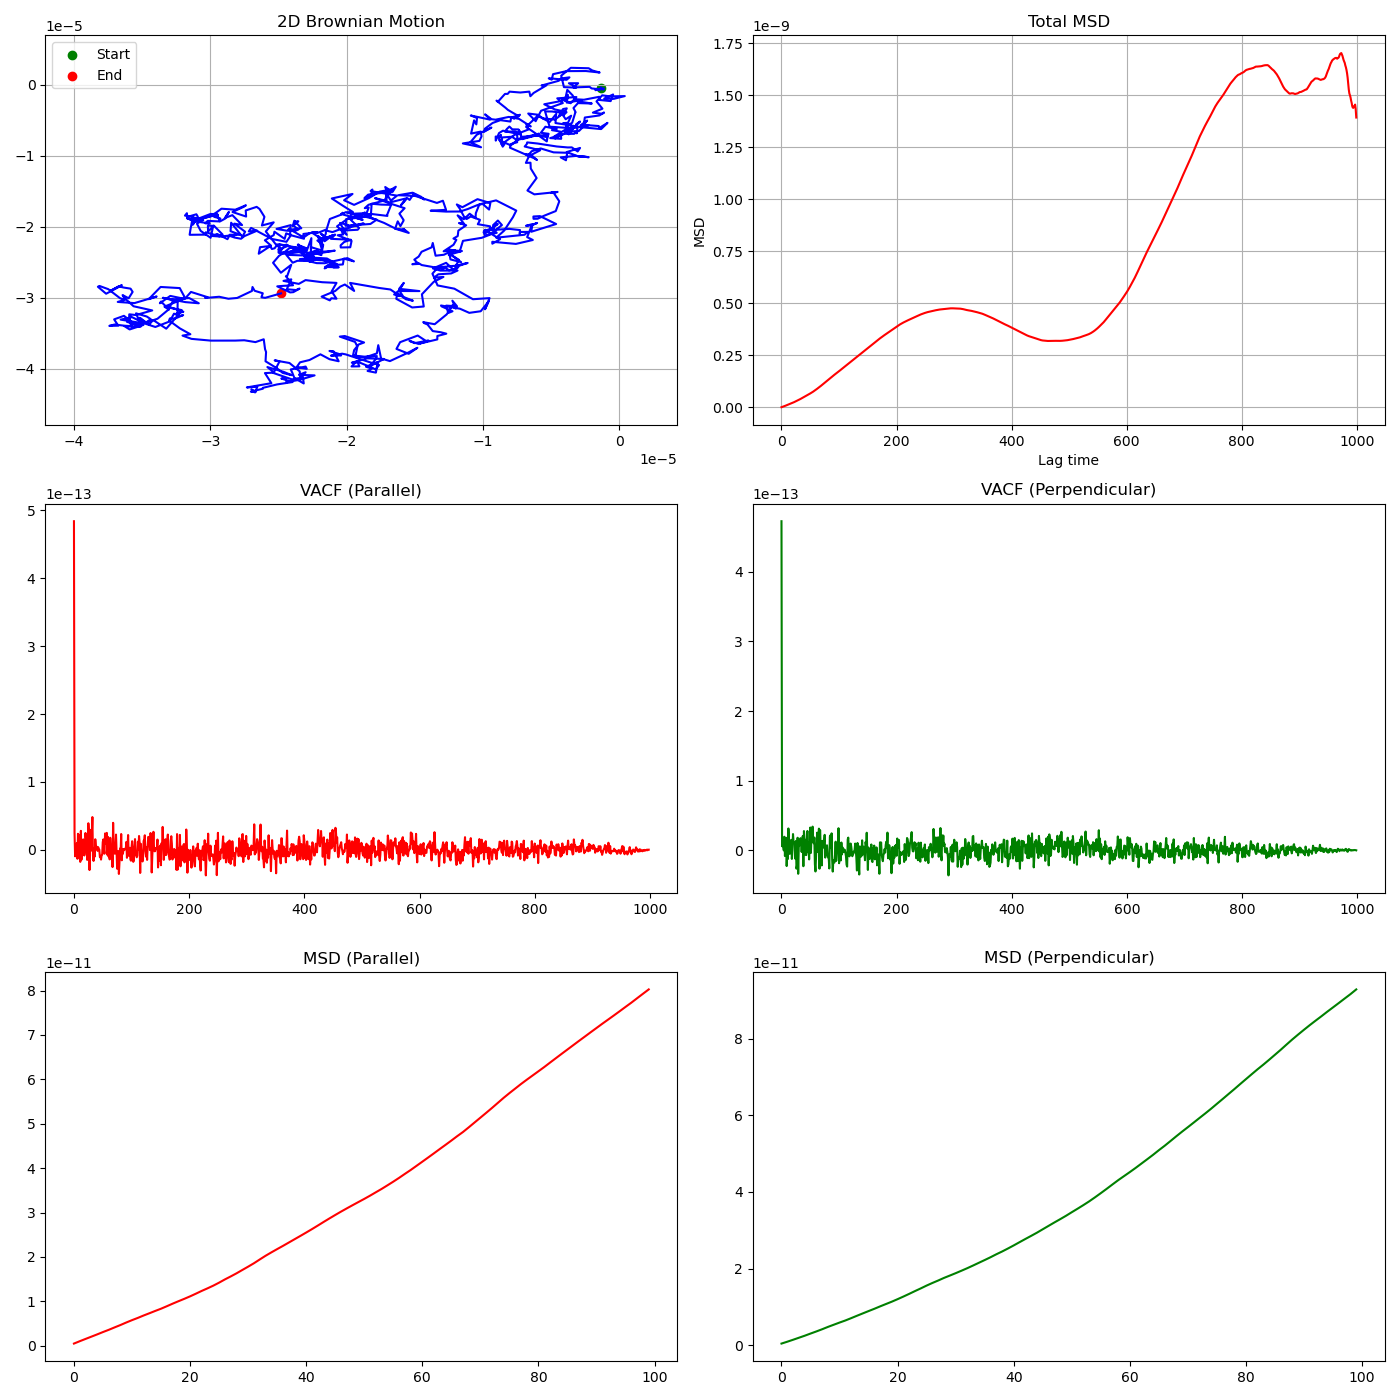 2D Brownian Motion
1e−5
Start
End
0
−1
−2
−3
−4
−4 −3 −2 −1 0
1e−5
Total MSD
1e−9
1.75
1.50
1.25
1.00
0.75
0.50
0.25
0.00
MSD
0 200 400 600 800 1000
Lag time
VACF (Parallel)
1e−13
5
4
3
2
1
0
0 200 400 600 800 1000
VACF (Perpendicular)
1e−13
4
3
2
1
0
0 200 400 600 800 1000
MSD (Parallel)
1e−11
8
7
6
5
4
3
2
1
0
0 20 40 60 80 100
MSD (Perpendicular)
1e−11
8
6
4
2
0
0 20 40 60 80 100